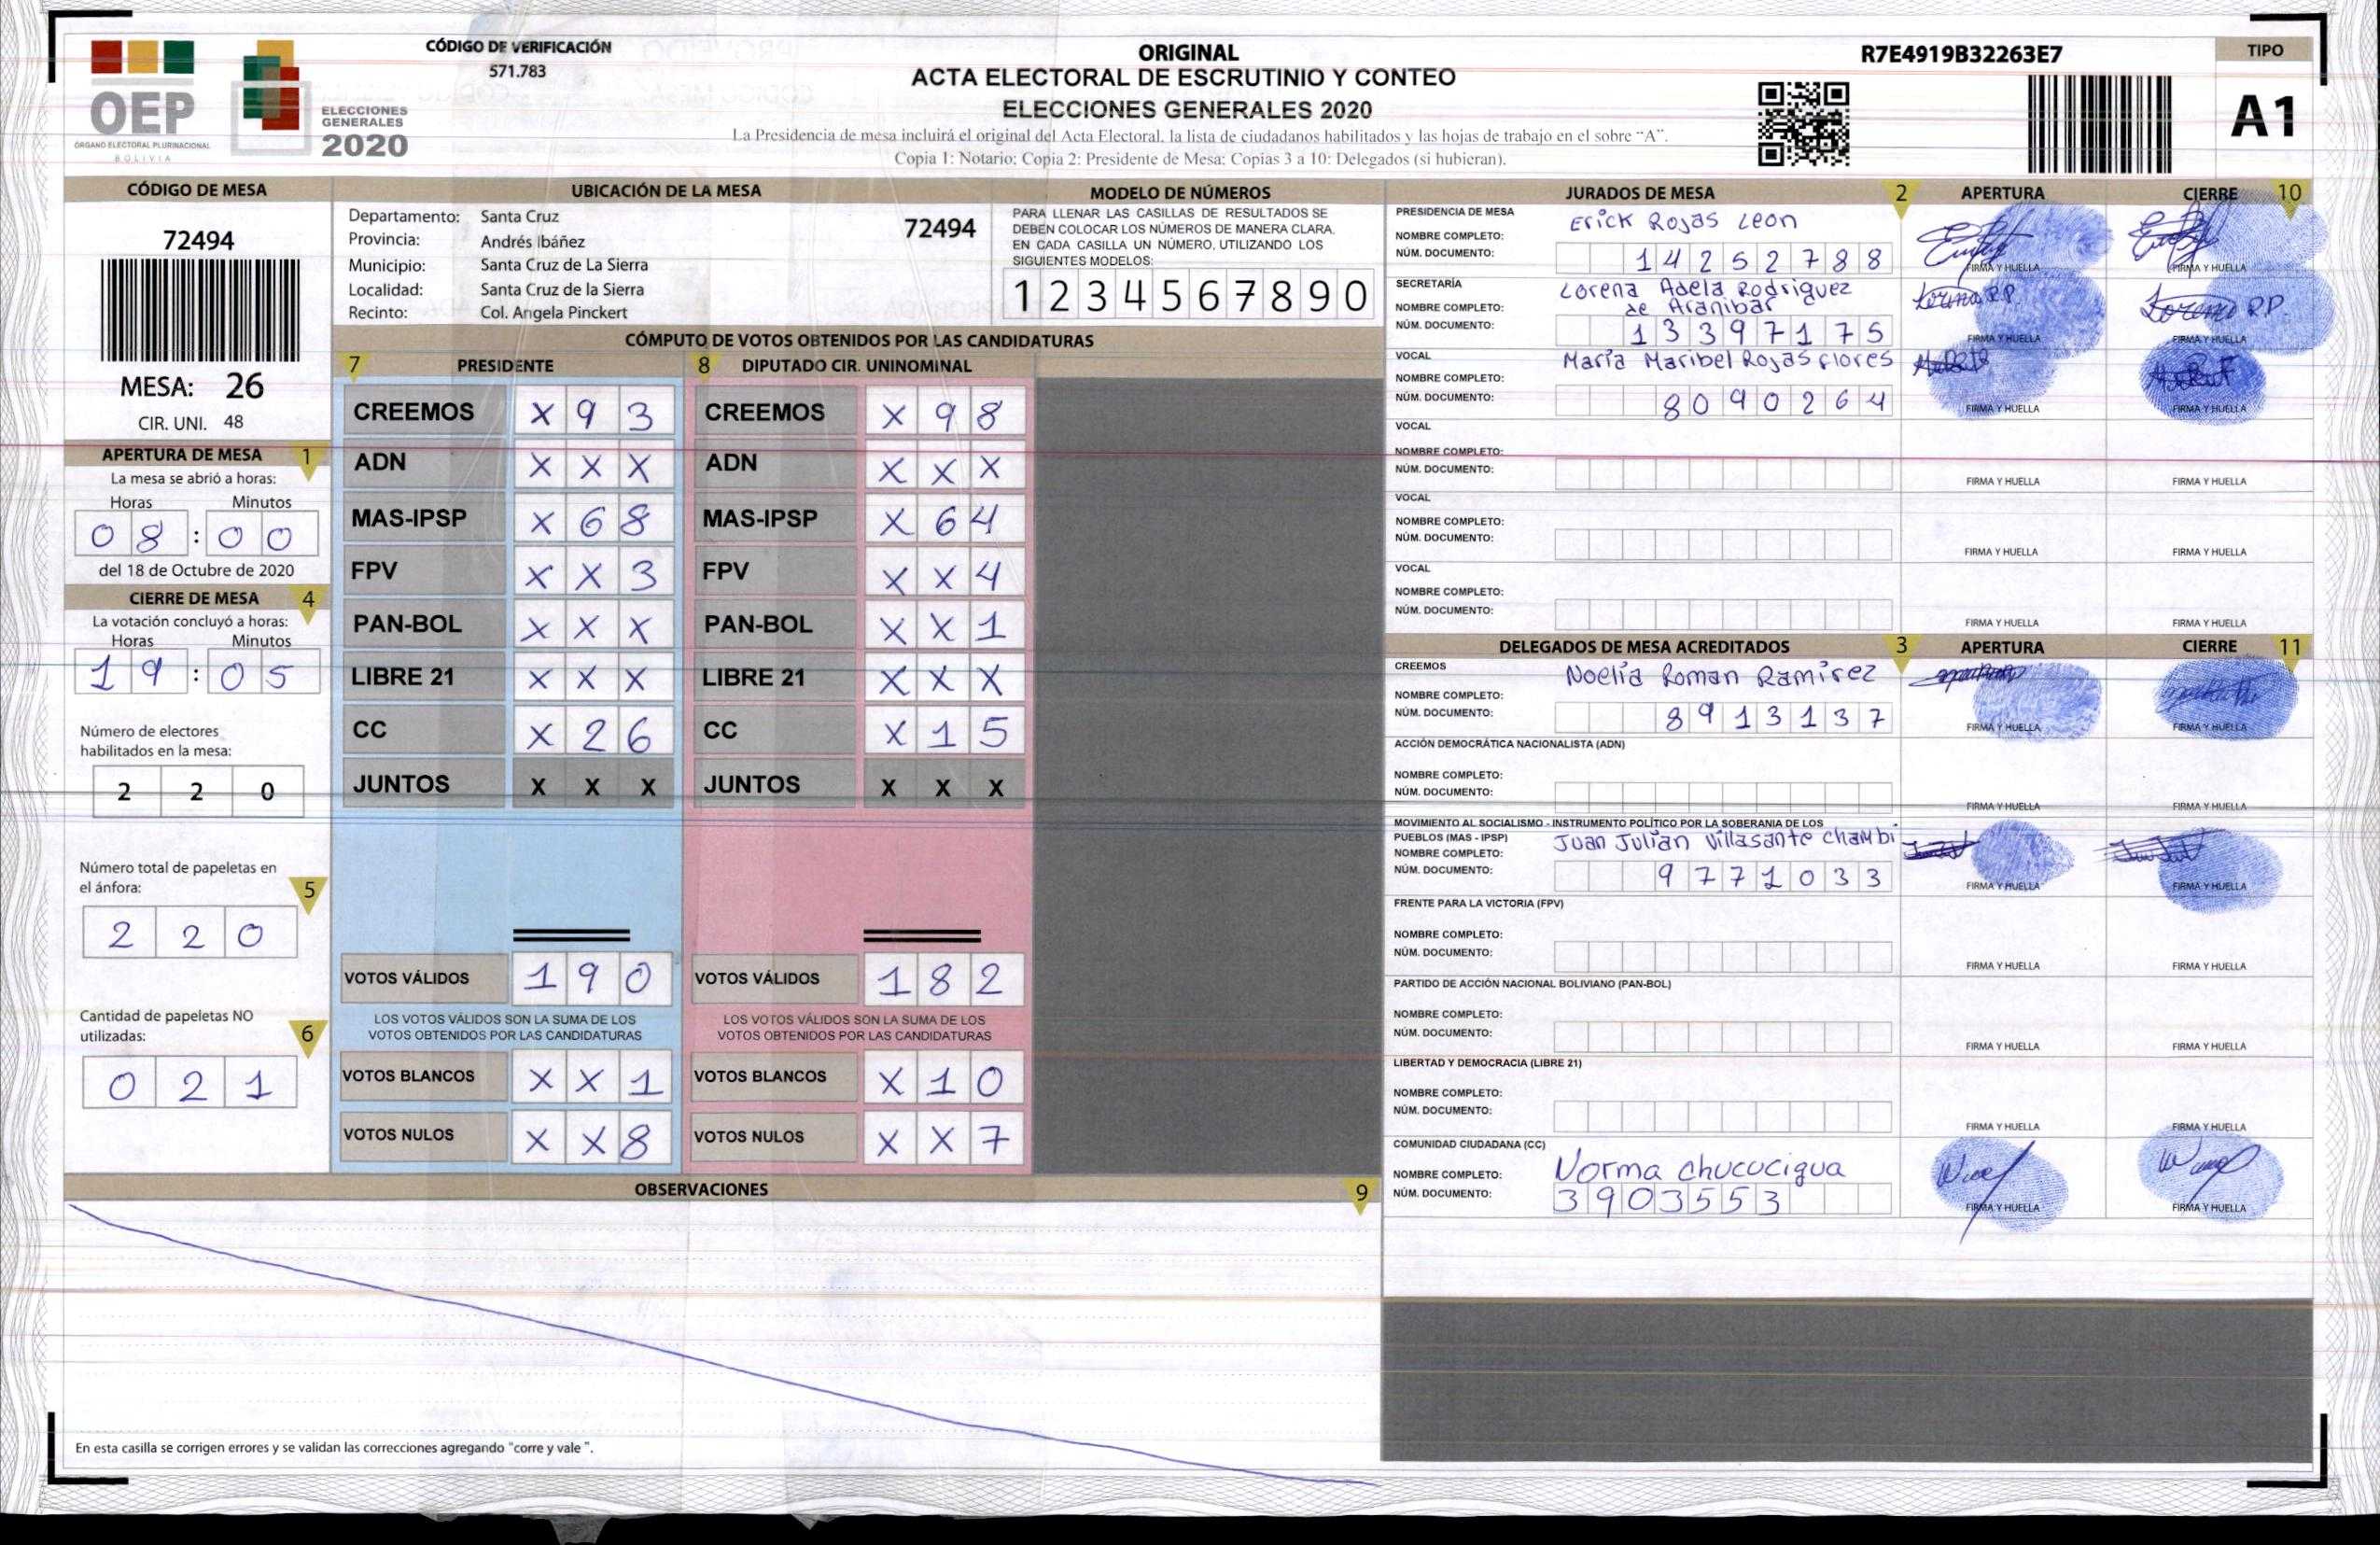 OEP
ÓRGANO ELECTORAL PLURINACIONAL
BOLIVIA
ELECCIONES
GENERALES
2020
CÓDIGO DE VERIFICACIÓN
571.783
ORIGINAL
ACTA ELECTORAL DE ESCRUTINIO Y CONTEO
ELECCIONES GENERALES 2020
La Presidencia de mesa incluirá el original del Acta Electoral, la lista de ciudadanos habilitados y las hojas de trabajo en el sobre "A".
Copia 1: Notario; Copia 2: Presidente de Mesa; Copias 3 a 10: Delegados (si hubieran).
R7E4919B32263E7
TIPO
A1
CÓDIGO DE MESA
72494
MESA: 26
CIR. UNI. 48
APERTURA DE MESA 1
La mesa se abrió a horas:
Horas Minutos
0 8 : 0 0
del 18 de Octubre de 2020
CIERRE DE MESA 4
La votación concluyó a horas:
Horas Minutos
1 9 : 0 5
Número de electores
habilitados en la mesa:
2 2 0
Número total de papeletas en
el ánfora: 5
2 2 0
Cantidad de papeletas NO
utilizadas: 6
0 2 1
UBICACIÓN DE LA MESA
Departamento: Santa Cruz
72494
Provincia: Andrés Ibáñez
Municipio: Santa Cruz de La Sierra
Localidad: Santa Cruz de la Sierra
Recinto: Col. Angela Pinckert
MODELO DE NÚMEROS
PARA LLENAR LAS CASILLAS DE RESULTADOS SE
DEBEN COLOCAR LOS NÚMEROS DE MANERA CLARA.
EN CADA CASILLA UN NÚMERO, UTILIZANDO LOS
SIGUIENTES MODELOS:
1 2 3 4 5 6 7 8 9 0
CÓMPUTO DE VOTOS OBTENIDOS POR LAS CANDIDATURAS
7 PRESIDENTE
CREEMOS X 9 3
ADN X X X
MAS-IPSP X 6 8
FPV X X 3
PAN-BOL X X X
LIBRE 21 X X X
CC X 2 6
JUNTOS X X X
VOTOS VÁLIDOS 1 9 0
LOS VOTOS VÁLIDOS SON LA SUMA DE LOS
VOTOS OBTENIDOS POR LAS CANDIDATURAS
VOTOS BLANCOS X X 1
VOTOS NULOS X X 8
8 DIPUTADO CIR. UNINOMINAL
CREEMOS X 9 8
ADN X X X
MAS-IPSP X 6 4
FPV X X 4
PAN-BOL X X 1
LIBRE 21 X X X
CC X 1 5
JUNTOS X X X
VOTOS VÁLIDOS 1 8 2
LOS VOTOS VÁLIDOS SON LA SUMA DE LOS
VOTOS OBTENIDOS POR LAS CANDIDATURAS
VOTOS BLANCOS X 1 0
VOTOS NULOS X X 7
OBSERVACIONES 9
En esta casilla se corrigen errores y se validan las correcciones agregando "corre y vale ".
JURADOS DE MESA 2 APERTURA CIERRE 10
PRESIDENCIA DE MESA
NOMBRE COMPLETO: Erick Rojas Leon
NÚM. DOCUMENTO: 1 4 2 5 2 7 8 8
FIRMA Y HUELLA FIRMA Y HUELLA
SECRETARÍA
NOMBRE COMPLETO: Lorena Adela Rodriguez
de Aranibar
NÚM. DOCUMENTO: 1 3 3 9 7 1 7 5
FIRMA Y HUELLA FIRMA Y HUELLA
VOCAL
NOMBRE COMPLETO: María Maribel Rojas flores
NÚM. DOCUMENTO: 8 0 9 0 2 6 4
FIRMA Y HUELLA FIRMA Y HUELLA
VOCAL
NOMBRE COMPLETO:
NÚM. DOCUMENTO:
FIRMA Y HUELLA FIRMA Y HUELLA
VOCAL
NOMBRE COMPLETO:
NÚM. DOCUMENTO:
FIRMA Y HUELLA FIRMA Y HUELLA
VOCAL
NOMBRE COMPLETO:
NÚM. DOCUMENTO:
FIRMA Y HUELLA FIRMA Y HUELLA
DELEGADOS DE MESA ACREDITADOS 3 APERTURA CIERRE 11
CREEMOS
NOMBRE COMPLETO: Noelia Roman Ramirez
NÚM. DOCUMENTO: 8 9 1 3 1 3 7
FIRMA Y HUELLA FIRMA Y HUELLA
ACCIÓN DEMOCRÁTICA NACIONALISTA (ADN)
NOMBRE COMPLETO:
NÚM. DOCUMENTO:
FIRMA Y HUELLA FIRMA Y HUELLA
MOVIMIENTO AL SOCIALISMO - INSTRUMENTO POLÍTICO POR LA SOBERANIA DE LOS
PUEBLOS (MAS - IPSP)
NOMBRE COMPLETO: Juan Julian Villasante Chambi
NÚM. DOCUMENTO: 9 7 7 1 0 3 3
FIRMA Y HUELLA FIRMA Y HUELLA
FRENTE PARA LA VICTORIA (FPV)
NOMBRE COMPLETO:
NÚM. DOCUMENTO:
FIRMA Y HUELLA FIRMA Y HUELLA
PARTIDO DE ACCIÓN NACIONAL BOLIVIANO (PAN-BOL)
NOMBRE COMPLETO:
NÚM. DOCUMENTO:
FIRMA Y HUELLA FIRMA Y HUELLA
LIBERTAD Y DEMOCRACIA (LIBRE 21)
NOMBRE COMPLETO:
NÚM. DOCUMENTO:
FIRMA Y HUELLA FIRMA Y HUELLA
COMUNIDAD CIUDADANA (CC)
NOMBRE COMPLETO: Norma chucucigua
NÚM. DOCUMENTO: 3 9 0 3 5 5 3
FIRMA Y HUELLA FIRMA Y HUELLA